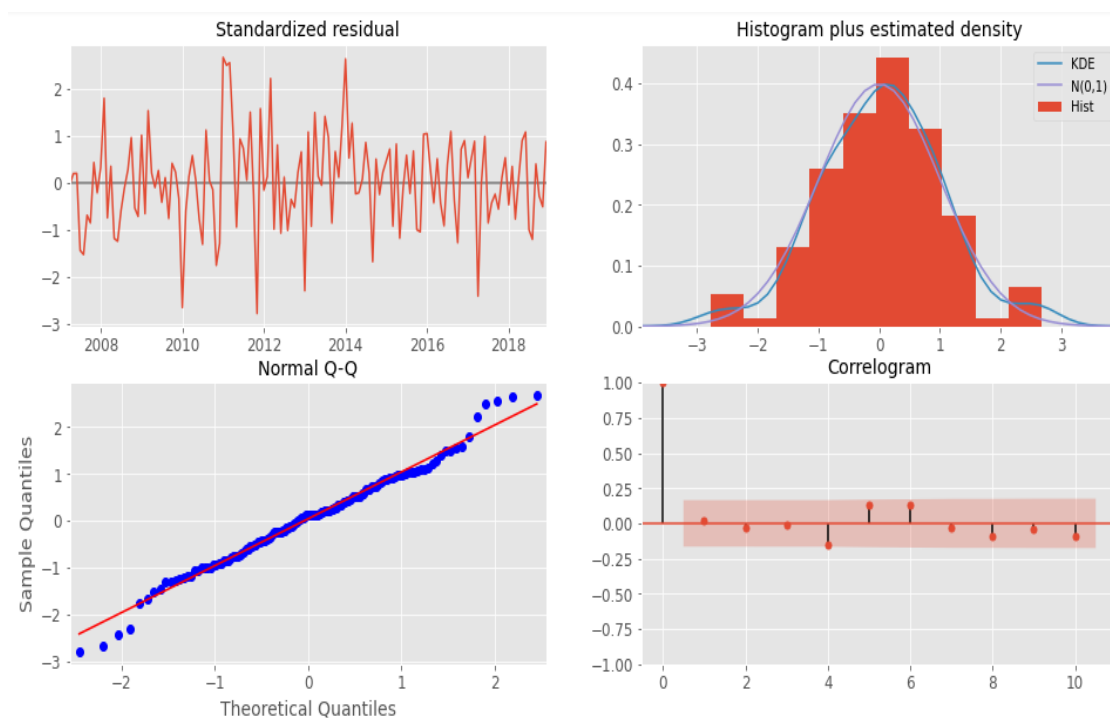 Standardized residual
2
1
0
−1
−2
−3
2008 2010 2012 2014 2016 2018
Histogram plus estimated density
KDE
N(0,1)
Hist
0.4
0.3
0.2
0.1
0.0
−3 −2 −1 0 1 2 3
Normal Q-Q
Sample Quantiles
2
1
0
−1
−2
−3
−2 −1 0 1 2
Theoretical Quantiles
Correlogram
1.00
0.75
0.50
0.25
0.00
−0.25
−0.50
−0.75
−1.00
0 2 4 6 8 10